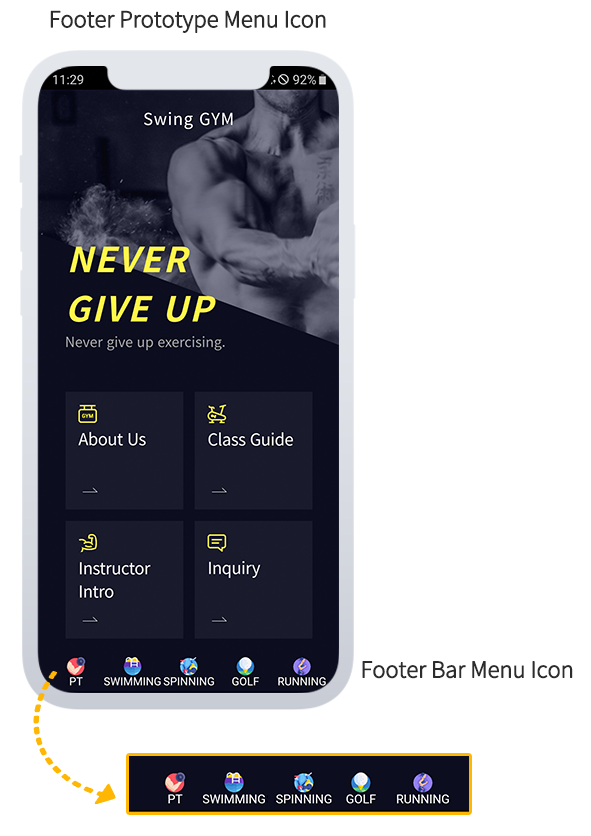 Footer Prototype Menu Icon
11:29
92%
Swing GYM
NEVER
GIVE UP
Never give up exercising.
GYM
About Us
Class Guide
Instructor
Intro
Inquiry
PT SWIMMING SPINNING GOLF RUNNING
Footer Bar Menu Icon
PT SWIMMING SPINNING GOLF RUNNING